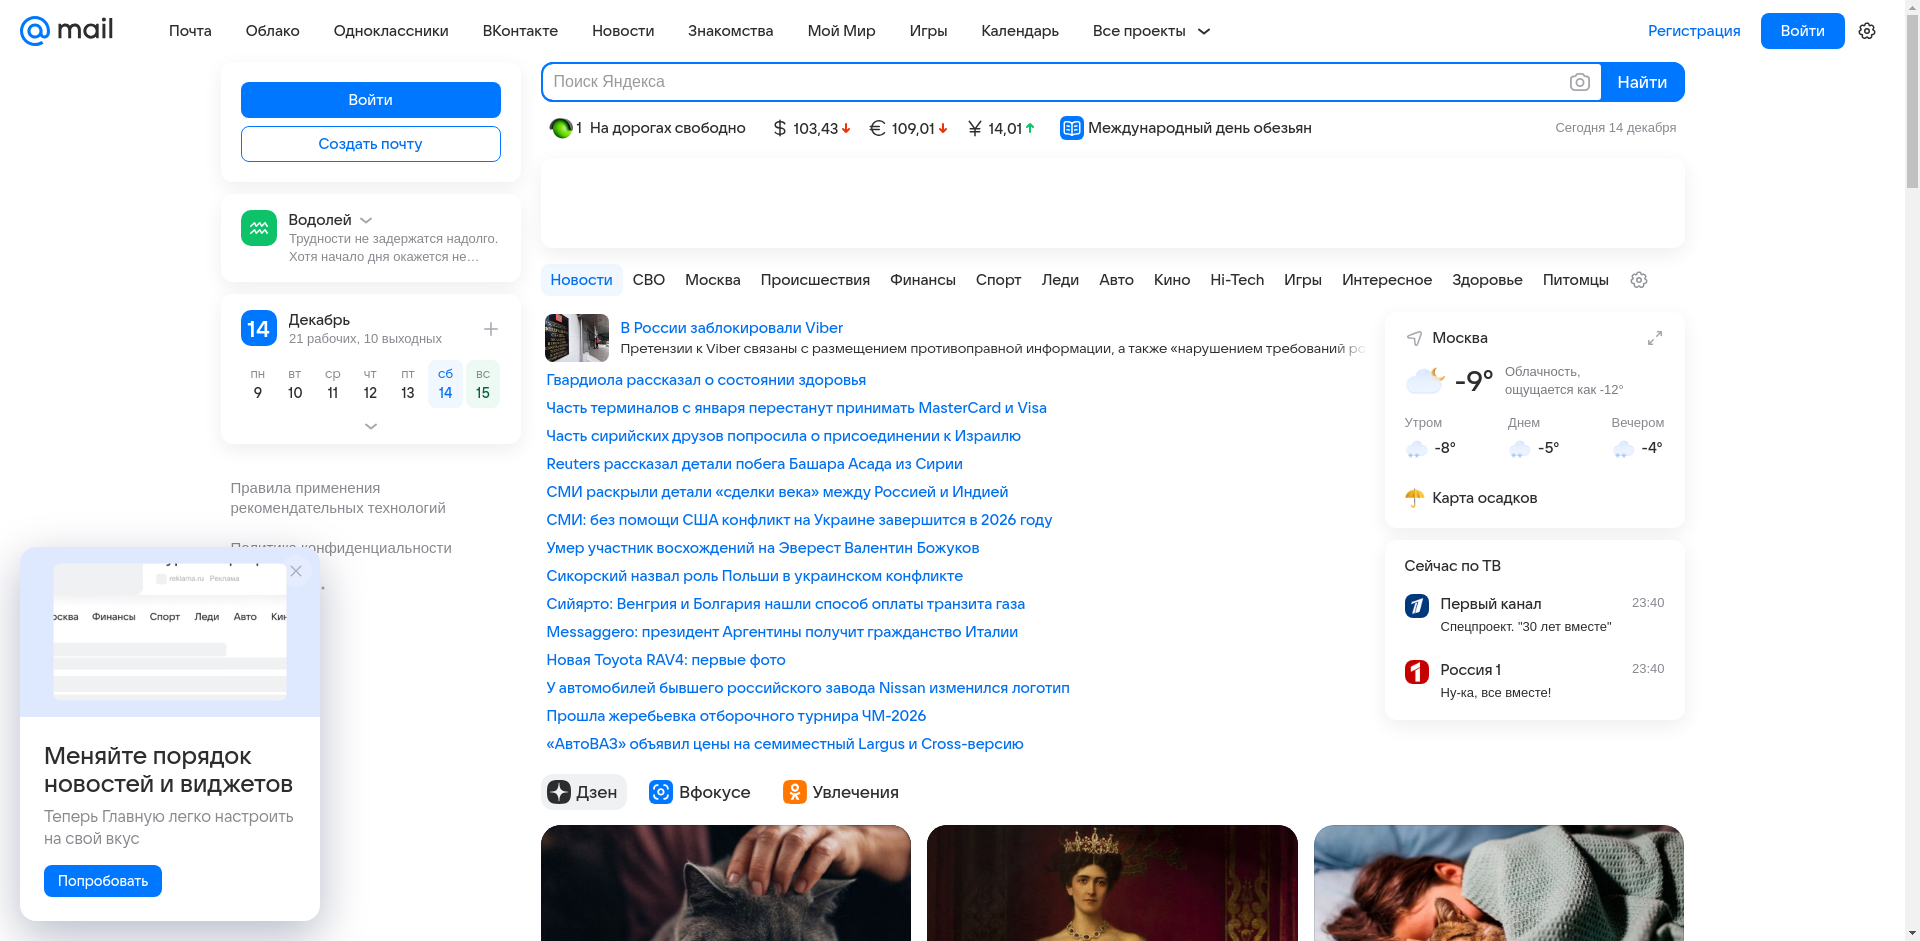 mail
Почта Облако Одноклассники ВКонтакте Новости Знакомства Мой Мир Игры Календарь Все проекты
Регистрация Войти
Войти
Создать почту
Водолей
Трудности не задержатся надолго.
Хотя начало дня окажется не…
14 Декабрь
21 рабочих, 10 выходных
пн вт ср чт пт сб вс
9 10 11 12 13 14 15
Правила применения
рекомендательных технологий
Политика конфиденциальности
Поиск Яндекса
Найти
1 На дорогах свободно $ 103,43 € 109,01 ¥ 14,01 Международный день обезьян Сегодня 14 декабря
Новости СВО Москва Происшествия Финансы Спорт Леди Авто Кино Hi-Tech Игры Интересное Здоровье Питомцы
В России заблокировали Viber
Претензии к Viber связаны с размещением противоправной информации, а также «нарушением требований
Гвардиола рассказал о состоянии здоровья
Часть терминалов с января перестанут принимать MasterCard и Visa
Часть сирийских друзов попросила о присоединении к Израилю
Reuters рассказал детали побега Башара Асада из Сирии
СМИ раскрыли детали «сделки века» между Россией и Индией
СМИ: без помощи США конфликт на Украине завершится в 2026 году
Умер участник восхождений на Эверест Валентин Божуков
Сикорский назвал роль Польши в украинском конфликте
Сийярто: Венгрия и Болгария нашли способ оплаты транзита газа
Messaggero: президент Аргентины получит гражданство Италии
Новая Toyota RAV4: первые фото
У автомобилей бывшего российского завода Nissan изменился логотип
Прошла жеребьевка отборочного турнира ЧМ-2026
«АвтоВАЗ» объявил цены на семиместный Largus и Cross-версию
Дзен Вфокусе Увлечения
Москва
-9° Облачность,
ощущается как -12°
Утром Днем Вечером
-8° -5° -4°
Карта осадков
Сейчас по ТВ
Первый канал 23:40
Спецпроект. "30 лет вместе"
Россия 1 23:40
Ну-ка, все вместе!
reklama.ru Реклама
осква Финансы Спорт Леди Авто Кин
Меняйте порядок
новостей и виджетов
Теперь Главную легко настроить
на свой вкус
Попробовать